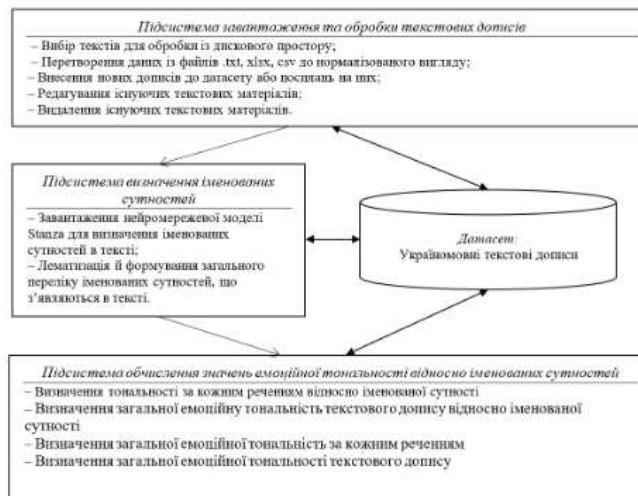 Підсистема завантаження та обробки текстових дописів
– Вибір текстів для обробки із дискового простору;
– Перетворення даних із файлів .txt, xlsx, csv до нормалізованого вигляду;
– Внесення нових дописів до датасету або посилань на них;
– Редагування існуючих текстових матеріалів;
– Видалення існуючих текстових матеріалів.
Підсистема визначення іменованих
сутностей
– Завантаження нейромережевої моделі
Stanza для визначення іменованих
сутностей в тексті;
– Лематизація й формування загального
переліку іменованих сутностей, що
з’являються в тексті.
Датасет:
Україномовні текстові дописи
Підсистема обчислення значень емоційної тональності відносно іменованих сутностей
– Визначення тональності за кожним реченням відносно іменованої сутності
– Визначення загальної емоційну тональність текстового допису відносно іменованої
сутності
– Визначення загальної емоційної тональність за кожним реченням
– Визначення загальної емоційної тональності текстового допису